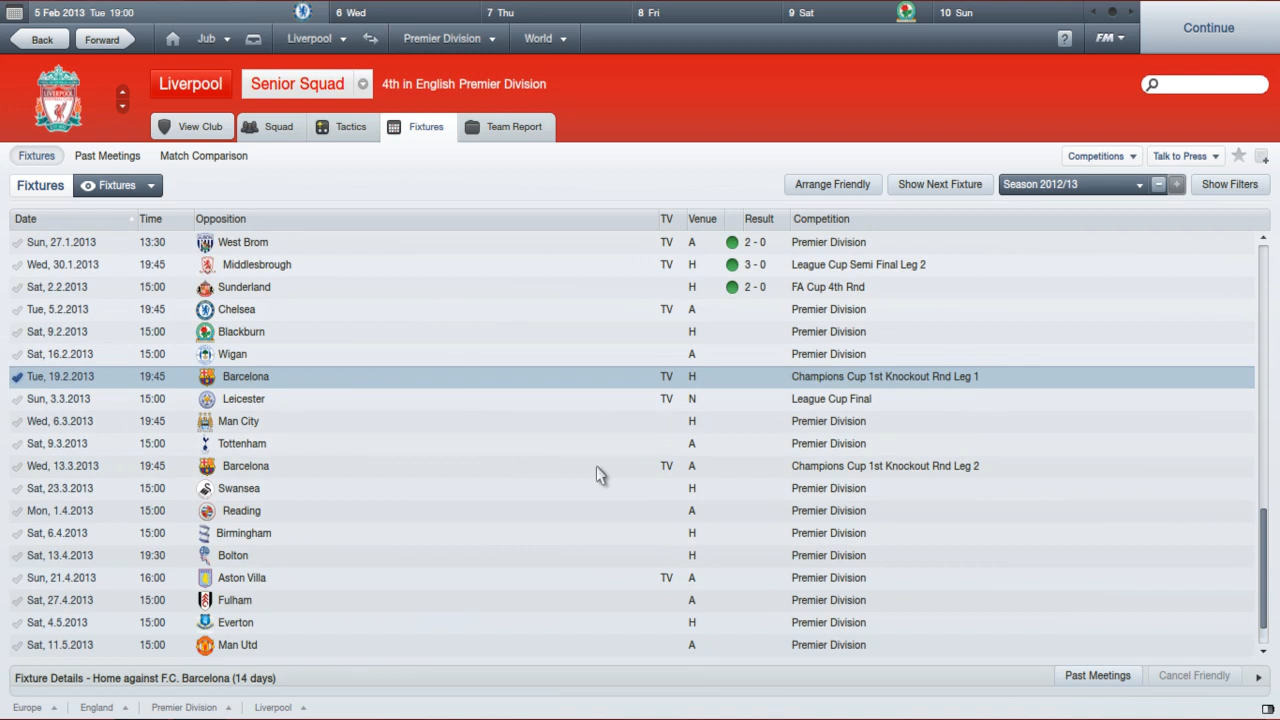 5 Feb 2013 Tue 19:00 6 Wed 7 Thu 8 Fri 9 Sat 10 Sun
Continue
Back Forward Job Liverpool Premier Division World ? FM
LIVERPOOL Liverpool Senior Squad 4th in English Premier Division
View Club Squad Tactics Fixtures Team Report
Fixtures Past Meetings Match Comparison Competitions Talk to Press
Fixtures Fixtures Arrange Friendly Show Next Fixture Season 2012/13 Show Filters
Date Time Opposition TV Venue Result Competition
Sun, 27.1.2013 13:30 West Brom TV A 2 - 0 Premier Division
Wed, 30.1.2013 19:45 Middlesbrough TV H 3 - 0 League Cup Semi Final Leg 2
Sat, 2.2.2013 15:00 Sunderland H 2 - 0 FA Cup 4th Rnd
Tue, 5.2.2013 19:45 Chelsea TV A Premier Division
Sat, 9.2.2013 15:00 Blackburn H Premier Division
Sat, 16.2.2013 15:00 Wigan A Premier Division
Tue, 19.2.2013 19:45 Barcelona TV H Champions Cup 1st Knockout Rnd Leg 1
Sun, 3.3.2013 15:00 Leicester TV N League Cup Final
Wed, 6.3.2013 19:45 Man City H Premier Division
Sat, 9.3.2013 15:00 Tottenham A Premier Division
Wed, 13.3.2013 19:45 Barcelona TV A Champions Cup 1st Knockout Rnd Leg 2
Sat, 23.3.2013 15:00 Swansea H Premier Division
Mon, 1.4.2013 15:00 Reading A Premier Division
Sat, 6.4.2013 15:00 Birmingham H Premier Division
Sat, 13.4.2013 19:30 Bolton H Premier Division
Sun, 21.4.2013 16:00 Aston Villa TV A Premier Division
Sat, 27.4.2013 15:00 Fulham A Premier Division
Sat, 4.5.2013 15:00 Everton H Premier Division
Sat, 11.5.2013 15:00 Man Utd A Premier Division
Fixture Details - Home against F.C. Barcelona (14 days) Past Meetings Cancel Friendly
Europe England Premier Division Liverpool